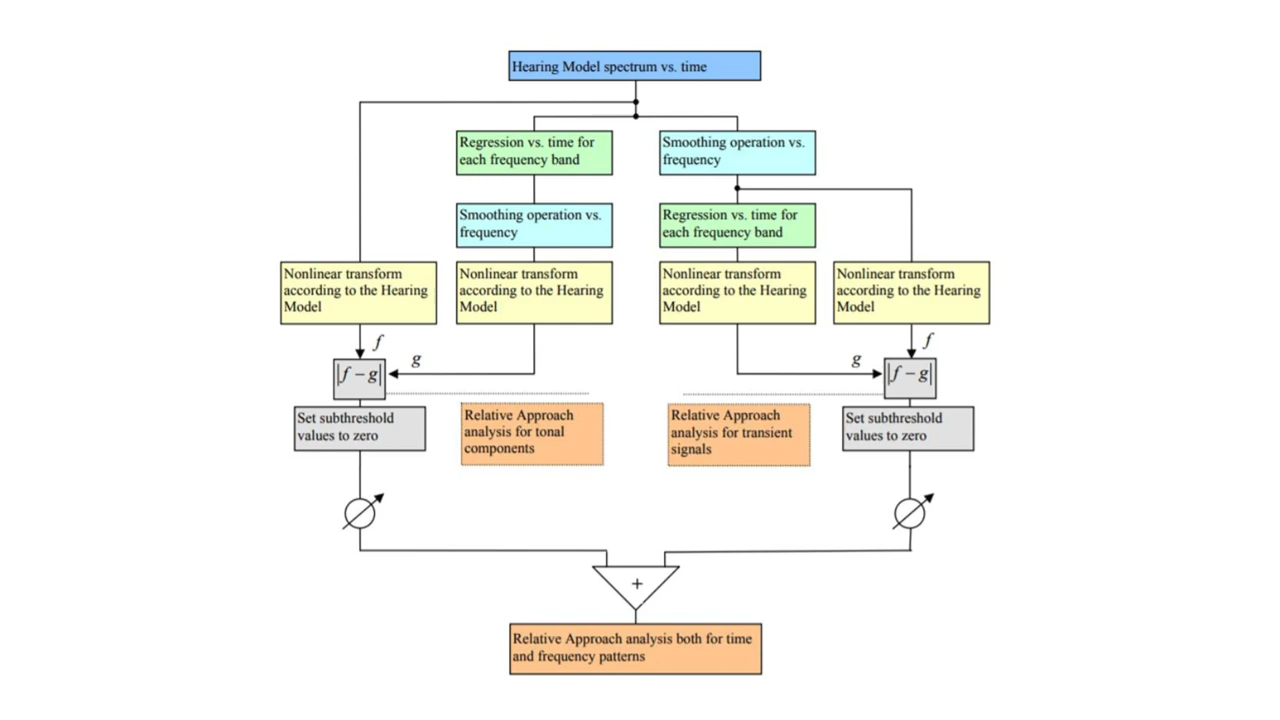 Hearing Model spectrum vs. time
Regression vs. time for
each frequency band
Smoothing operation vs.
frequency
Smoothing operation vs.
frequency
Regression vs. time for
each frequency band
Nonlinear transform
according to the Hearing
Model
Nonlinear transform
according to the Hearing
Model
Nonlinear transform
according to the Hearing
Model
Nonlinear transform
according to the Hearing
Model
f
g
g
f
|f – g|
|f – g|
Set subthreshold
values to zero
Relative Approach
analysis for tonal
components
Relative Approach
analysis for transient
signals
Set subthreshold
values to zero
+
Relative Approach analysis both for time
and frequency patterns